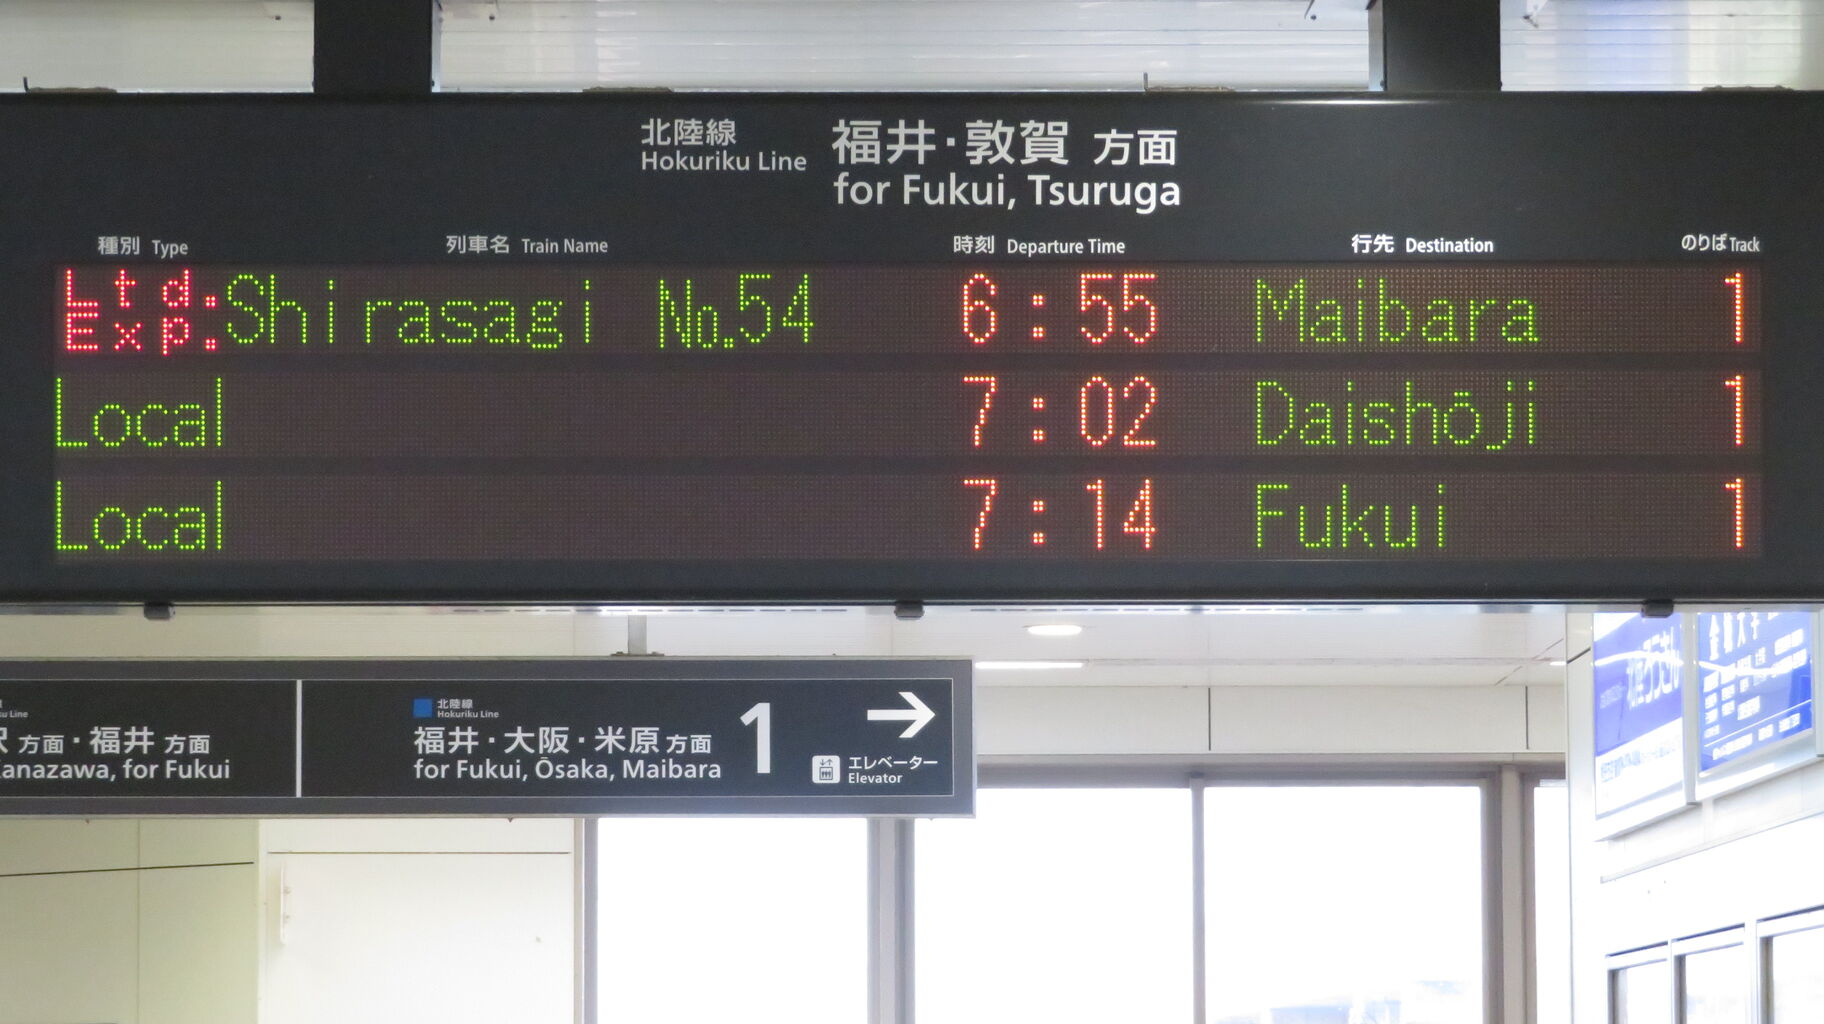 北陸線 福井・敦賀 方面
Hokuriku Line for Fukui, Tsuruga
種別 Type 列車名 Train Name 時刻 Departure Time 行先 Destination のりば Track
Ltd. Exp. Shirasagi No.54 6:55 Maibara 1
Local 7:02 Daishōji 1
Local 7:14 Fukui 1
北陸線
Hokuriku Line
方面・福井 方面
for Fukui
福井・大阪・米原 方面
for Fukui, Ōsaka, Maibara
1
エレベーター
Elevator